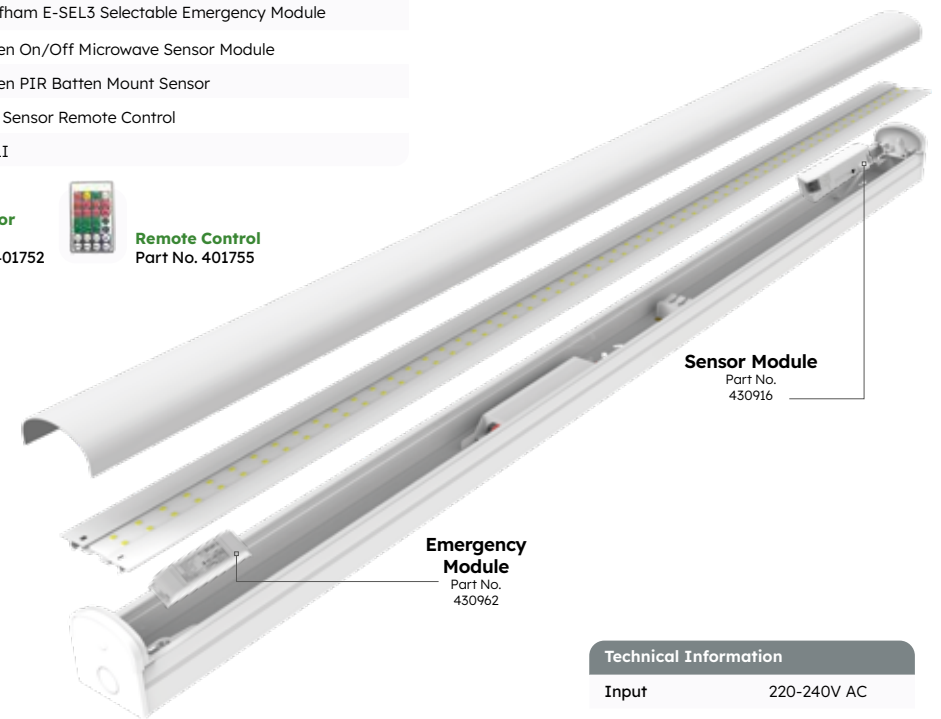 fham E-SEL3 Selectable Emergency Module
en On/Off Microwave Sensor Module
en PIR Batten Mount Sensor
Sensor Remote Control
LI
or
01752
Remote Control
Part No. 401755
Sensor Module
Part No.
430916
Emergency
Module
Part No.
430962
Technical Information
Input 220-240V AC